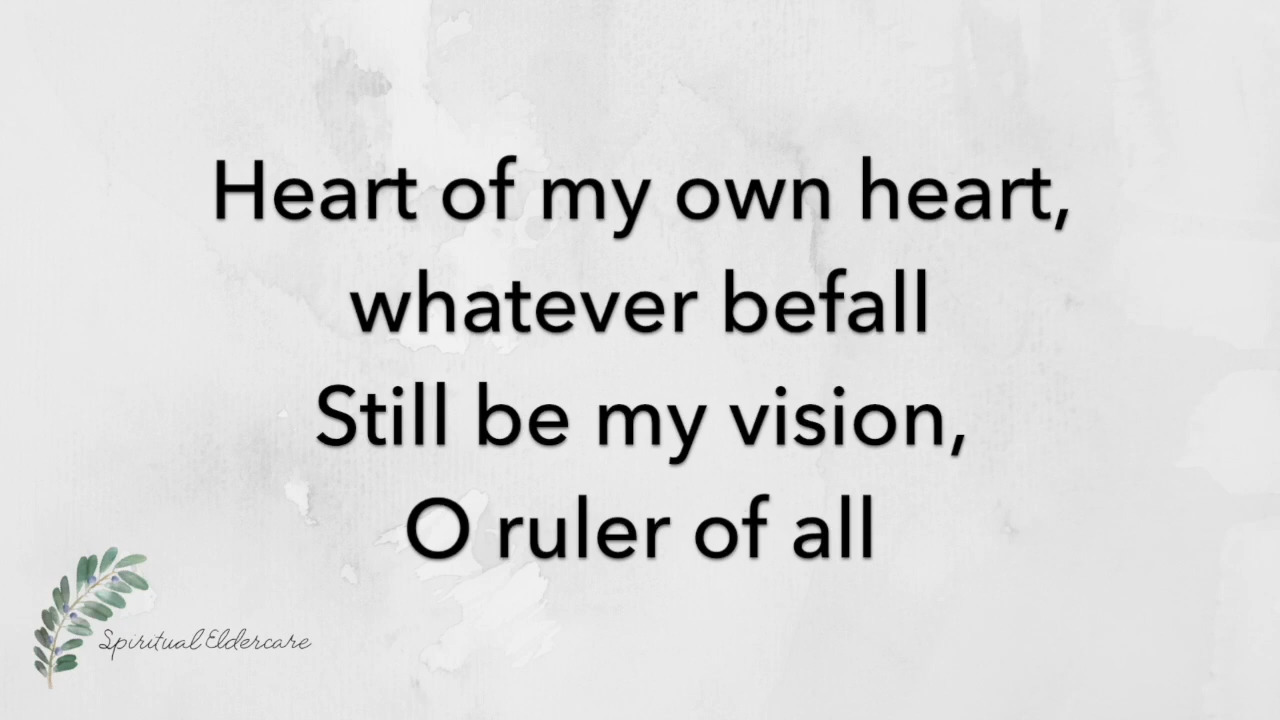 Heart of my own heart,
whatever befall
Still be my vision,
O ruler of all
Spiritual Eldercare